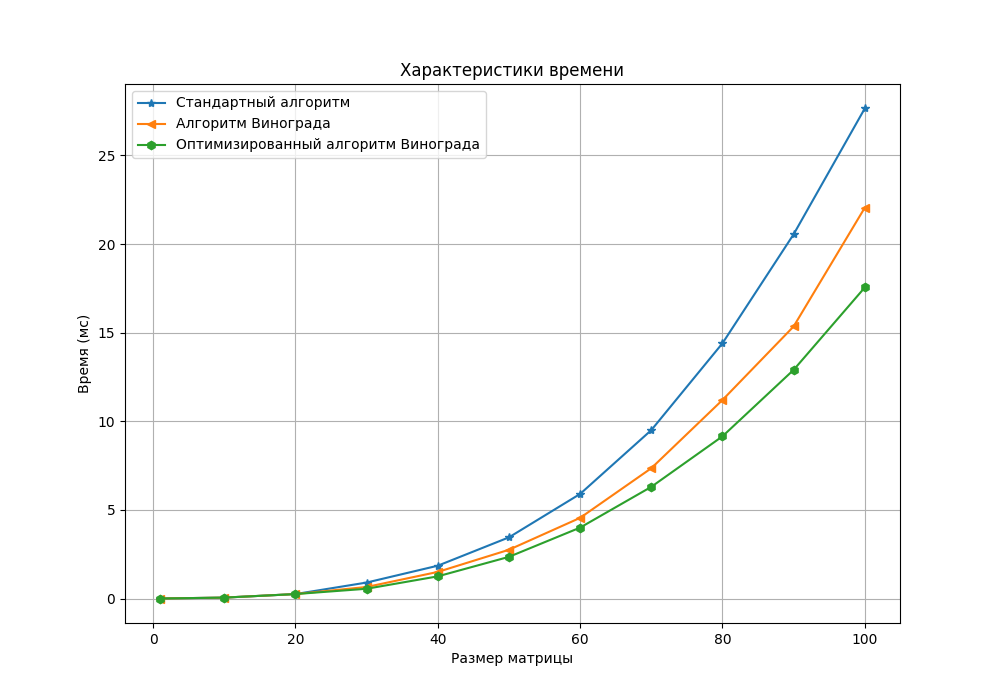 Характеристики времени
Стандартный алгоритм
Алгоритм Винограда
Оптимизированный алгоритм Винограда
Время (мс)
25
20
15
10
5
0
0 20 40 60 80 100
Размер матрицы